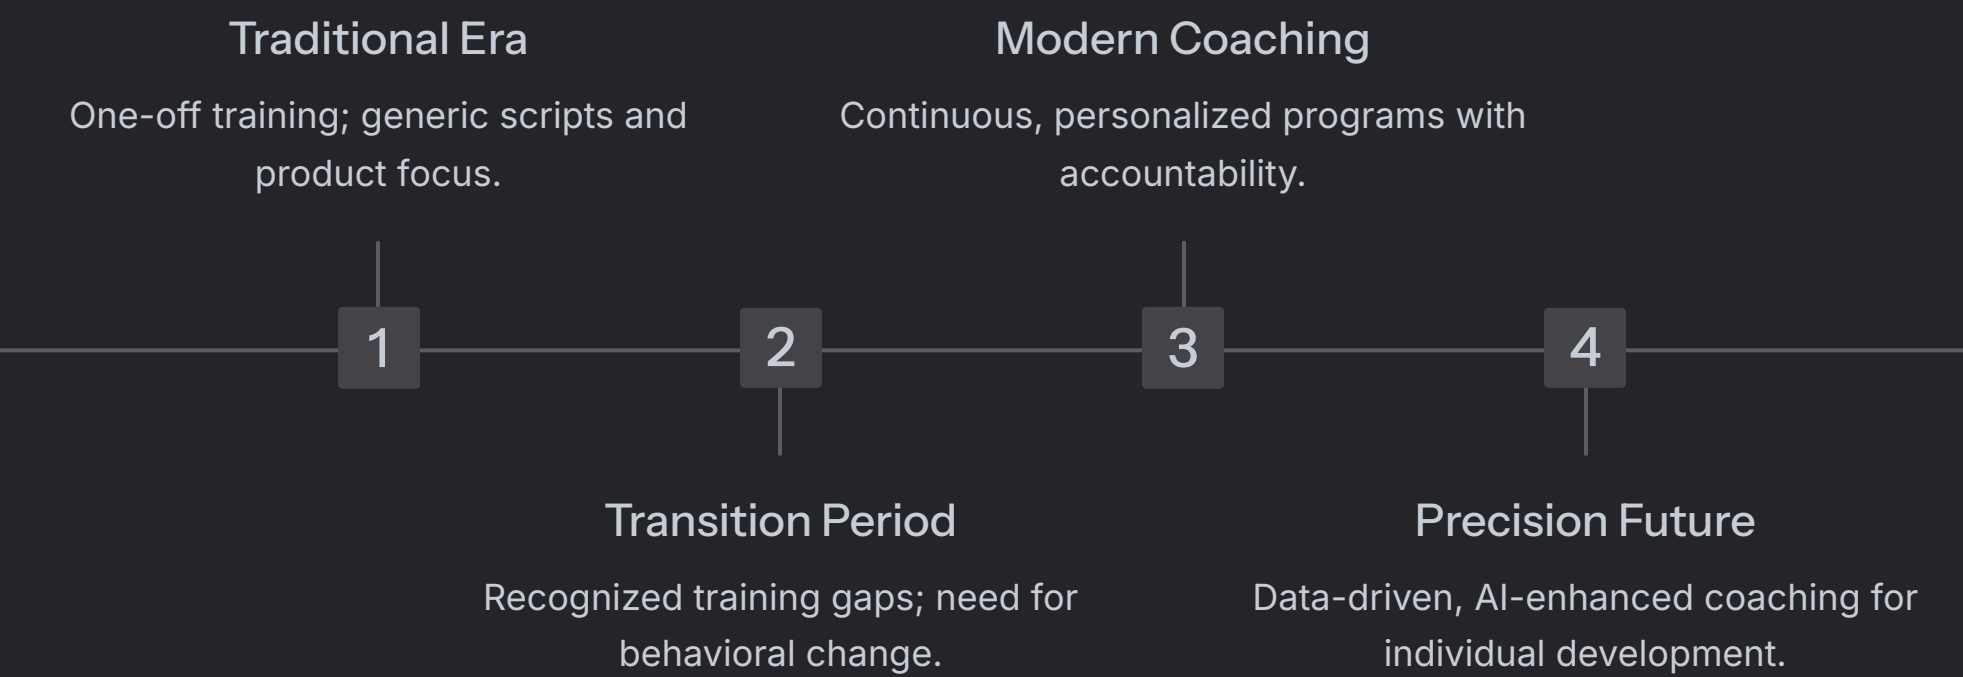 Traditional Era
One-off training; generic scripts and
product focus.
Modern Coaching
Continuous, personalized programs with
accountability.
1
2
3
4
Transition Period
Recognized training gaps; need for
behavioral change.
Precision Future
Data-driven, AI-enhanced coaching for
individual development.